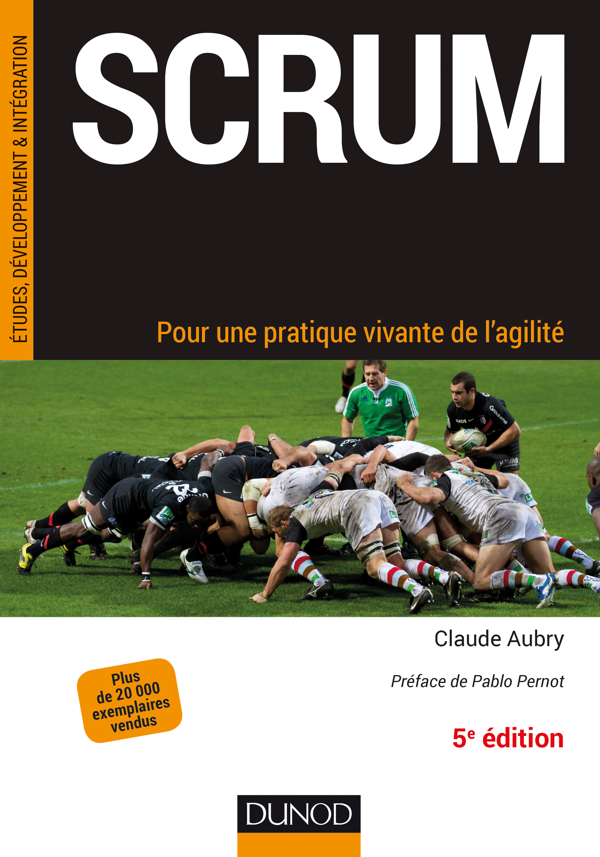 ÉTUDES, DÉVELOPPEMENT & INTÉGRATION
SCRUM
Pour une pratique vivante de l'agilité
Claude Aubry
Préface de Pablo Pernot
Plus
de 20 000
exemplaires
vendus
5e édition
DUNOD